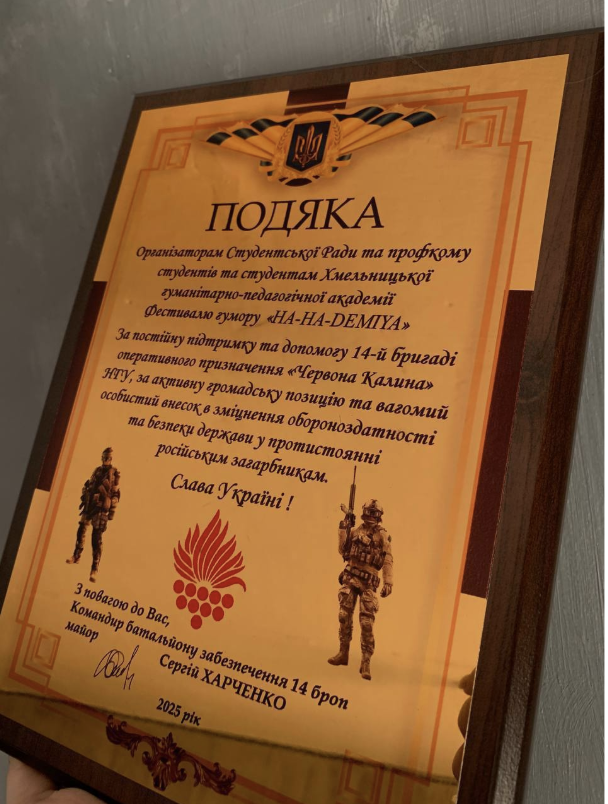 ПОДЯКА
Організаторам Студентської Ради та профкому
студентів та студентам Хмельницької
гуманітарно-педагогічної академії
Фестивалю гумору «HA-HA-DEMIYA»
За постійну підтримку та допомогу 14-й бригаді
оперативного призначення «Червона Калина»
НГУ, за активну громадську позицію та вагомий
особистий внесок в зміцнення обороноздатності
та безпеки держави у протистоянні
російським загарбникам.
Слава Україні !
З повагою до Вас,
Командир батальйону забезпечення 14 броп
майор
Сергій ХАРЧЕНКО
2025 рік